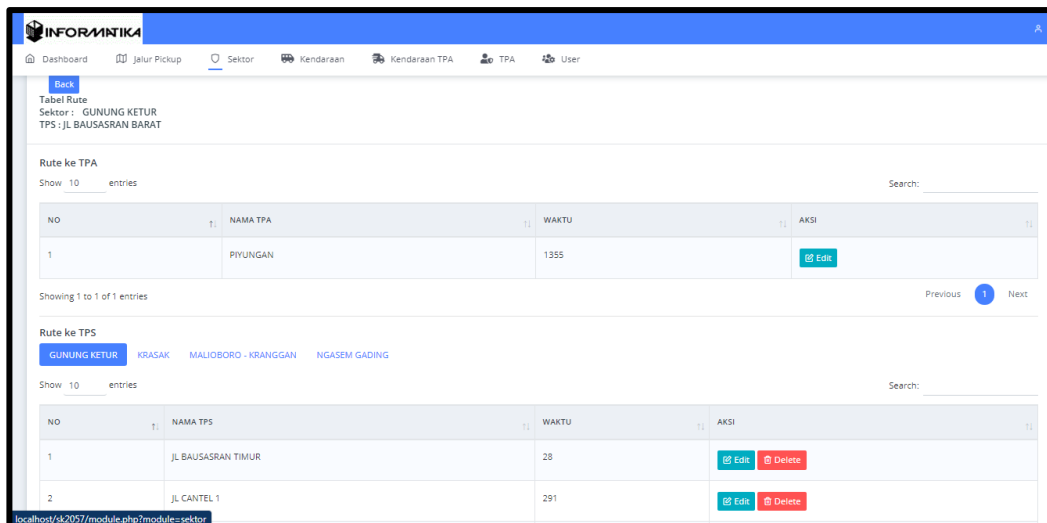 INFORMATIKA
Dashboard Jalur Pickup Sektor Kendaraan Kendaraan TPA TPA User
Back
Tabel Rute
Sektor : GUNUNG KETUR
TPS : JL BAUSASRAN BARAT
Rute ke TPA
Show 10 entries Search:
NO NAMA TPA WAKTU AKSI
1 PIYUNGAN 1355 Edit
Showing 1 to 1 of 1 entries Previous 1 Next
Rute ke TPS
GUNUNG KETUR KRASAK MALIOBORO - KRANGGAN NGASEM GADING
Show 10 entries Search:
NO NAMA TPS WAKTU AKSI
1 JL BAUSASRAN TIMUR 28 Edit Delete
2 JL CANTEL 1 291 Edit Delete
localhost/sk2057/module.php?module=sektor